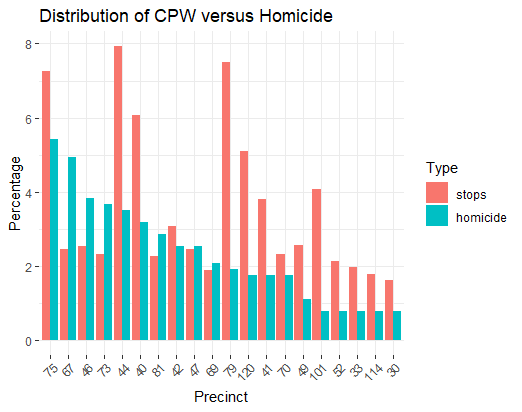 Distribution of CPW versus Homicide
Percentage
8
6
4
2
0
75 67 46 73 44 40 81 42 47 69 79 120 41 70 49 101 52 33 114 30
Precinct
Type
stops
homicide